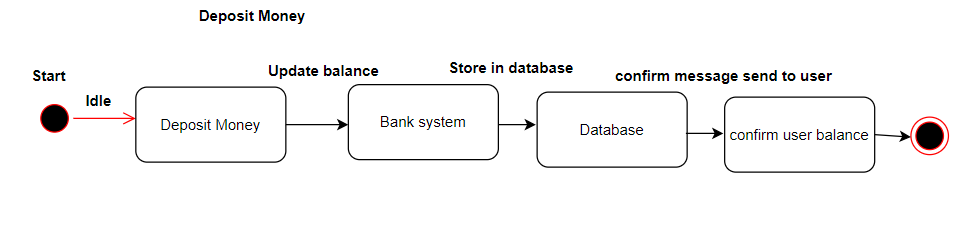 Deposit Money
Start
Update balance
Store in database
confirm message send to user
Idle
Deposit Money
Bank system
Database
confirm user balance